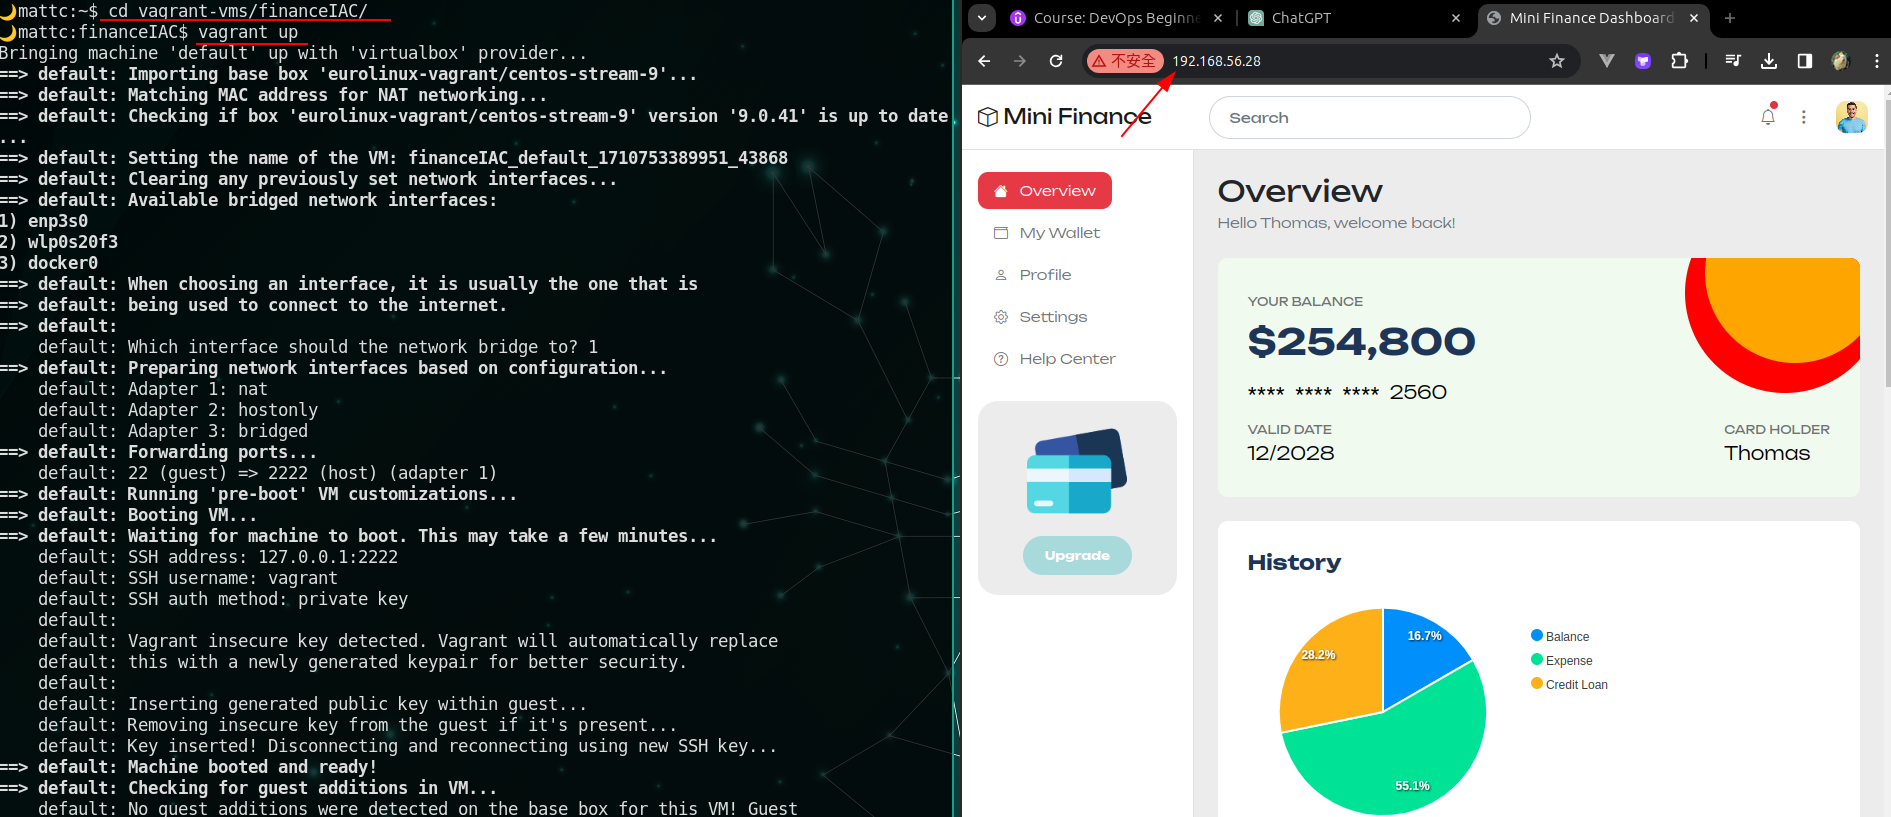 mattc:~$ cd vagrant-vms/financeIAC/
mattc:financeIAC$ vagrant up
Bringing machine 'default' up with 'virtualbox' provider...
==> default: Importing base box 'eurolinux-vagrant/centos-stream-9'...
==> default: Matching MAC address for NAT networking...
==> default: Checking if box 'eurolinux-vagrant/centos-stream-9' version '9.0.41' is up to date
...
==> default: Setting the name of the VM: financeIAC_default_1710753389951_43868
==> default: Clearing any previously set network interfaces...
==> default: Available bridged network interfaces:
1) enp3s0
2) wlp0s20f3
3) docker0
==> default: When choosing an interface, it is usually the one that is
==> default: being used to connect to the internet.
==> default:
default: Which interface should the network bridge to? 1
==> default: Preparing network interfaces based on configuration...
default: Adapter 1: nat
default: Adapter 2: hostonly
default: Adapter 3: bridged
==> default: Forwarding ports...
default: 22 (guest) => 2222 (host) (adapter 1)
==> default: Running 'pre-boot' VM customizations...
==> default: Booting VM...
==> default: Waiting for machine to boot. This may take a few minutes...
default: SSH address: 127.0.0.1:2222
default: SSH username: vagrant
default: SSH auth method: private key
default:
default: Vagrant insecure key detected. Vagrant will automatically replace
default: this with a newly generated keypair for better security.
default:
default: Inserting generated public key within guest...
default: Removing insecure key from the guest if it's present...
default: Key inserted! Disconnecting and reconnecting using new SSH key...
==> default: Machine booted and ready!
==> default: Checking for guest additions in VM...
default: No guest additions were detected on the base box for this VM! Guest
Course: DevOps Beginne
ChatGPT
Mini Finance Dashboard
不安全 192.168.56.28
Mini Finance
Search
Overview
My Wallet
Profile
Settings
Help Center
Upgrade
Overview
Hello Thomas, welcome back!
YOUR BALANCE
$254,800
**** **** **** 2560
VALID DATE
12/2028
CARD HOLDER
Thomas
History
16.7%
28.2%
55.1%
Balance
Expense
Credit Loan